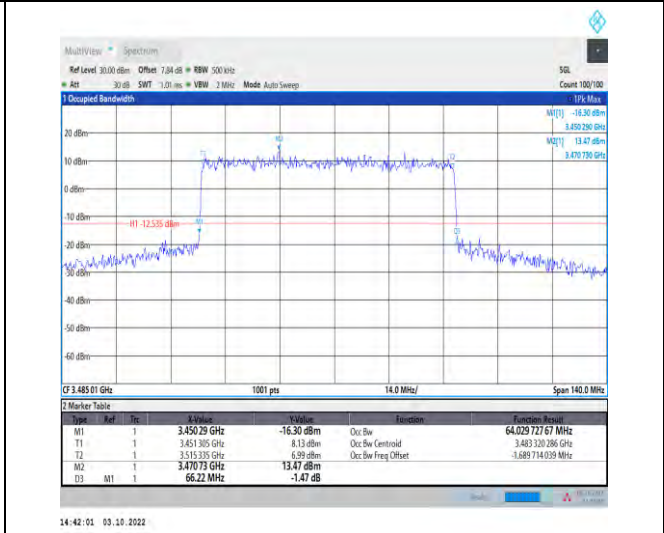 MultiView Spectrum
Ref Level 30.00 dBm Offset 7.84 dB RBW 500 kHz SGL
Att 30 dB SWT 1.01 ms VBW 2 MHz Mode Auto Sweep Count 100/100
1 Occupied Bandwidth 1Pk Max
M1[1] -16.30 dBm
3.450 290 GHz
M2[1] 13.47 dBm
3.470 730 GHz
20 dBm
M2
T1
T2
10 dBm
0 dBm
-10 dBm
H1 -12.535 dBm
M1
D3
-20 dBm
-30 dBm
-40 dBm
-50 dBm
-60 dBm
CF 3.485 01 GHz 1001 pts 14.0 MHz/ Span 140.0 MHz
2 Marker Table
Type Ref Trc X-Value Y-Value Function Function Result
M1 1 3.450 29 GHz -16.30 dBm Occ Bw 64.029 727 67 MHz
T1 1 3.451 305 GHz 8.13 dBm Occ Bw Centroid 3.483 320 286 GHz
T2 1 3.515 335 GHz 6.99 dBm Occ Bw Freq Offset -1.689 714 039 MHz
M2 1 3.470 73 GHz 13.47 dBm
D3 M1 1 66.22 MHz -1.47 dB
14:42:01 03.10.2022